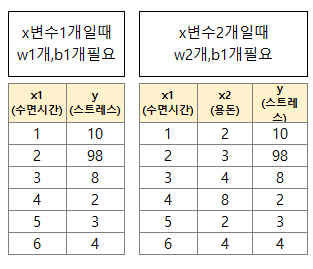 x변수1개일때
w1개,b1개필요
x변수2개일때
w2개,b1개필요
x1 y
(수면시간) (스트레스)
1 10
2 98
3 8
4 2
5 3
6 4
x1 x2 y
(수면시간) (용돈) (스트레
스)
1 2 10
2 3 98
3 4 8
4 8 2
5 2 3
6 4 4